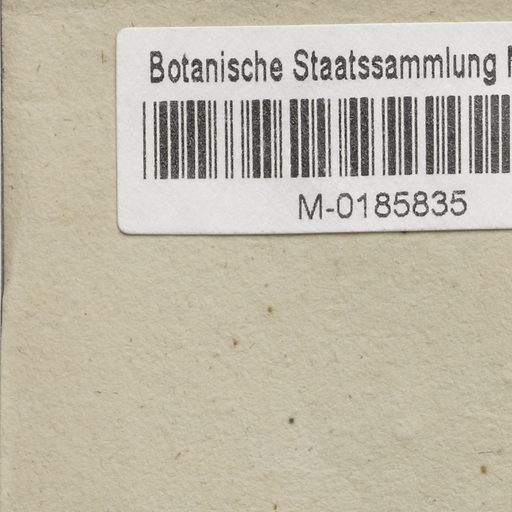 Botanische Staatssammlung
M-0185835